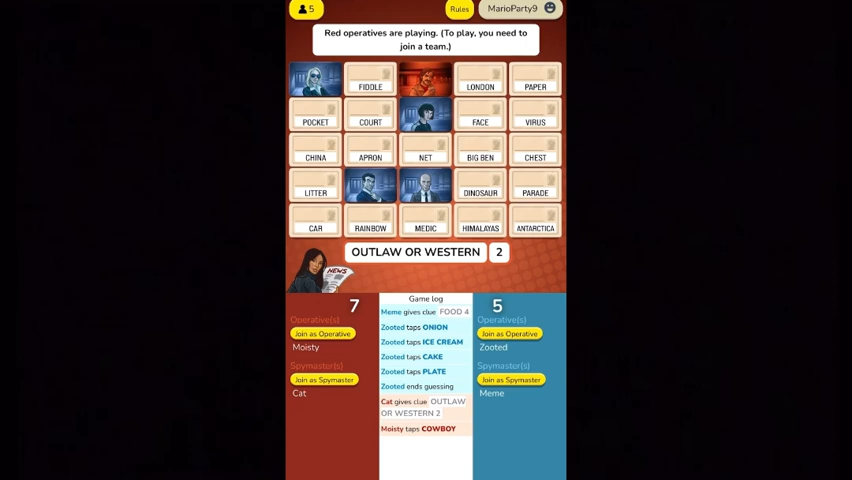 5
Rules
MarioParty9
Red operatives are playing. (To play, you need to
join a team.)
FIDDLE
LONDON
PAPER
POCKET
COURT
FACE
VIRUS
CHINA
APRON
NET
BIG BEN
CHEST
LITTER
DINOSAUR
PARADE
CAR
RAINBOW
MEDIC
HIMALAYAS
ANTARCTICA
OUTLAW OR WESTERN 2
NEWS
7
Operative(s)
Join as Operative
Moisty
Spymaster(s)
Join as Spymaster
Cat
Game log
Meme gives clue FOOD 4
Zooted taps ONION
Zooted taps ICE CREAM
Zooted taps CAKE
Zooted taps PLATE
Zooted ends guessing
Cat gives clue OUTLAW
OR WESTERN 2
Moisty taps COWBOY
5
Operative(s)
Join as Operative
Zooted
Spymaster(s)
Join as Spymaster
Meme